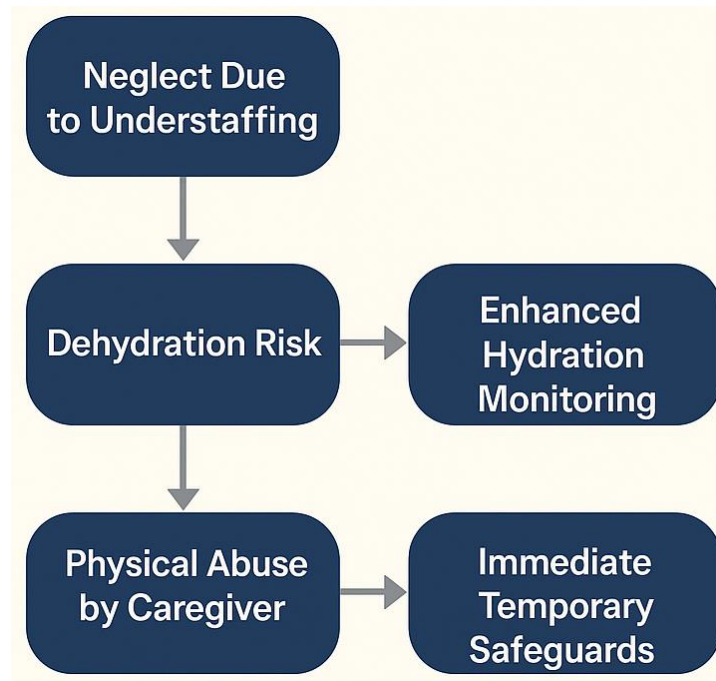 Neglect Due
to Understaffing
Dehydration Risk
Enhanced
Hydration
Monitoring
Physical Abuse
by Caregiver
Immediate
Temporary
Safeguards